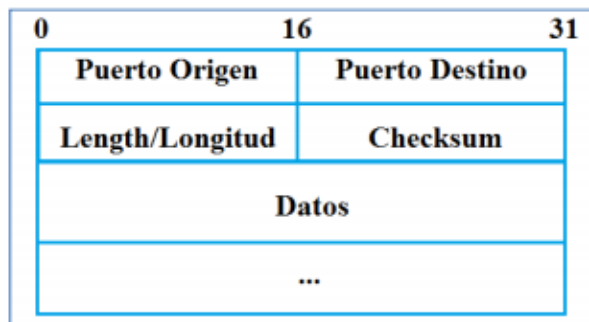 0 16 31
Puerto Origen Puerto Destino
Length/Longitud Checksum
Datos
...